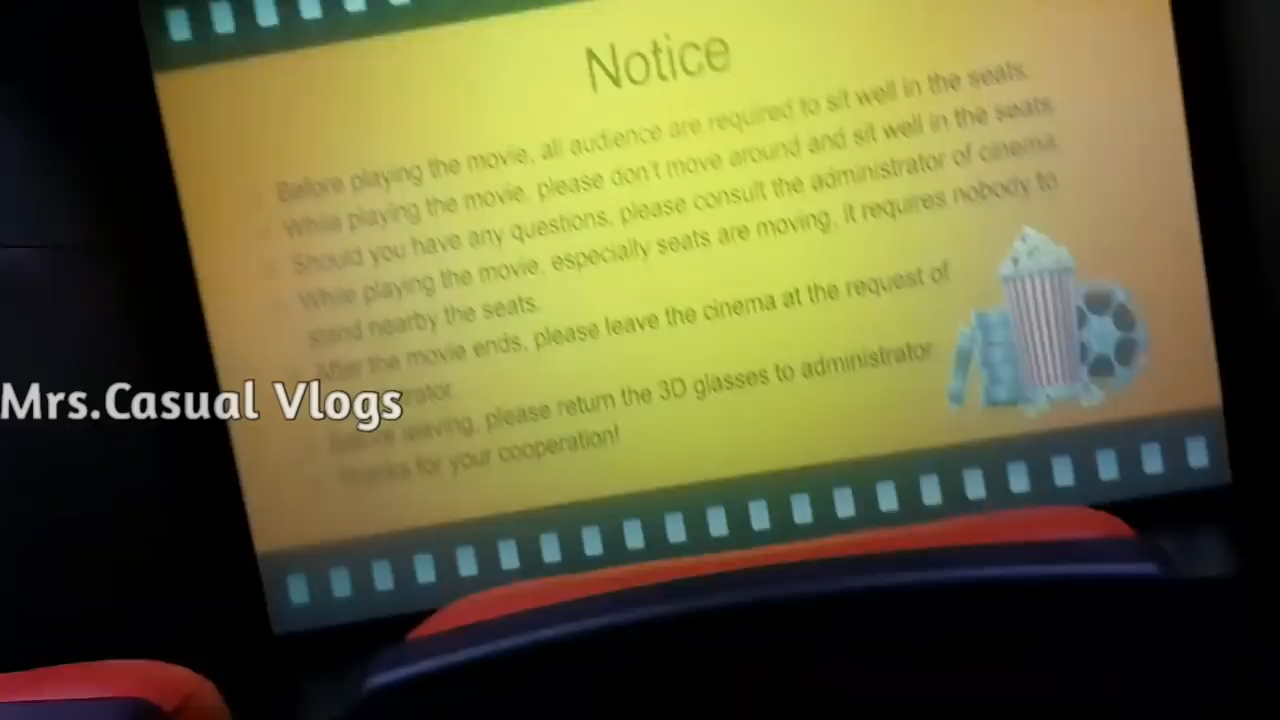 Notice
Before playing the movie, all audience are required to sit well in the seats.
While playing the movie, please don't move around and sit well in the seats.
Should you have any questions, please consult the administrator of cinema.
While playing the movie, especially seats are moving, it requires nobody to
stand nearby the seats.
After the movie ends, please leave the cinema at the request of
Mrs.Casual Vlogs
Before leaving, please return the 3D glasses to administrator.
Thanks for your cooperation!